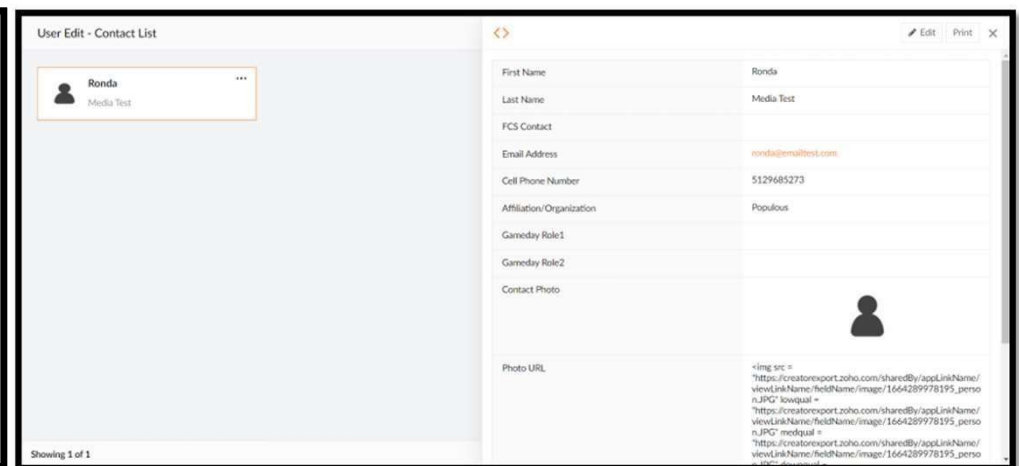 User Edit - Contact List
Edit Print
Ronda
Media Test
First Name Ronda
Last Name Media Test
FCS Contact
Email Address ronda@emailtest.com
Cell Phone Number 5129685273
Affiliation/Organization Populous
Gameday Role1
Gameday Role2
Contact Photo
Photo URL <img src =
"https://creatorexport.zoho.com/sharedBy/appLinkName/
viewLinkName/fieldName/image/1664289978195_perso
n.JPG" lowqual =
"https://creatorexport.zoho.com/sharedBy/appLinkName/
viewLinkName/fieldName/image/1664289978195_perso
n.JPG" medqual =
"https://creatorexport.zoho.com/sharedBy/appLinkName/
viewLinkName/fieldName/image/1664289978195_perso
n.JPG" downqual =
Showing 1 of 1